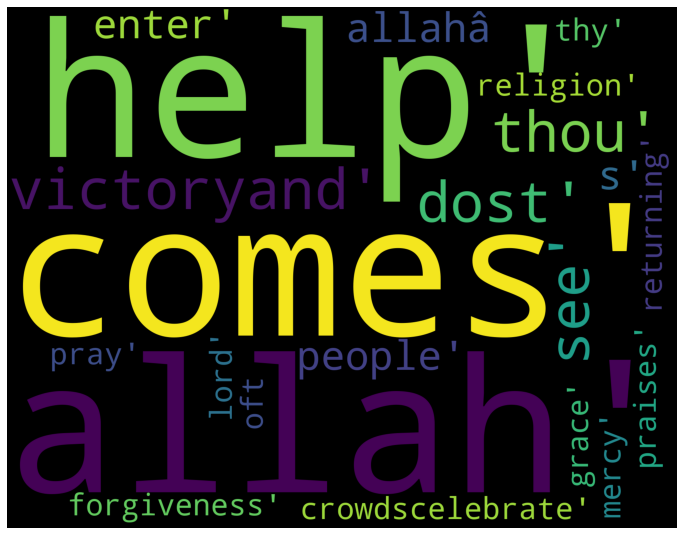 enter'
allahâ
thy'
help'
religion'
thou'
victoryand'
dost'
s'
returning'
comes'
see'
pray'
lord'
oft
people'
praises'
allah'
grace'
mercy'
forgiveness'
crowdscelebrate'